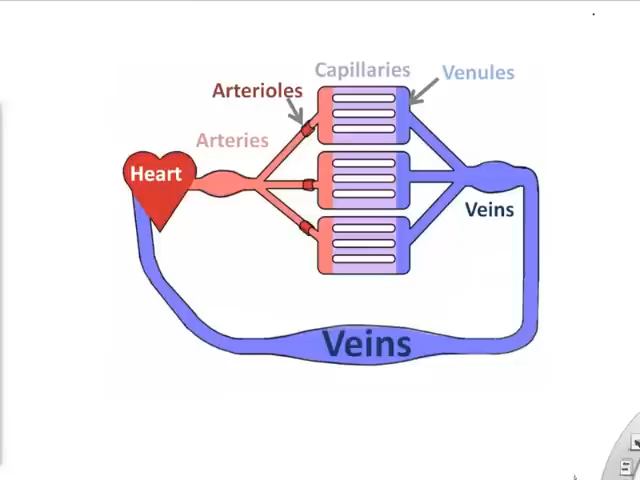 Capillaries
Venules
Arterioles
Arteries
Heart
Veins
Veins